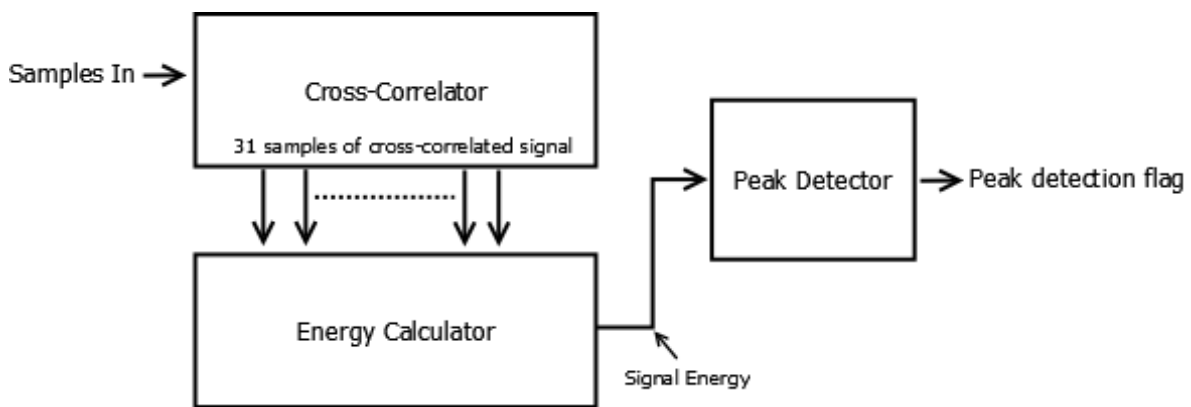 Samples In
Cross-Correlator
31 samples of cross-correlated signal
Peak Detector
Peak detection flag
Energy Calculator
Signal Energy